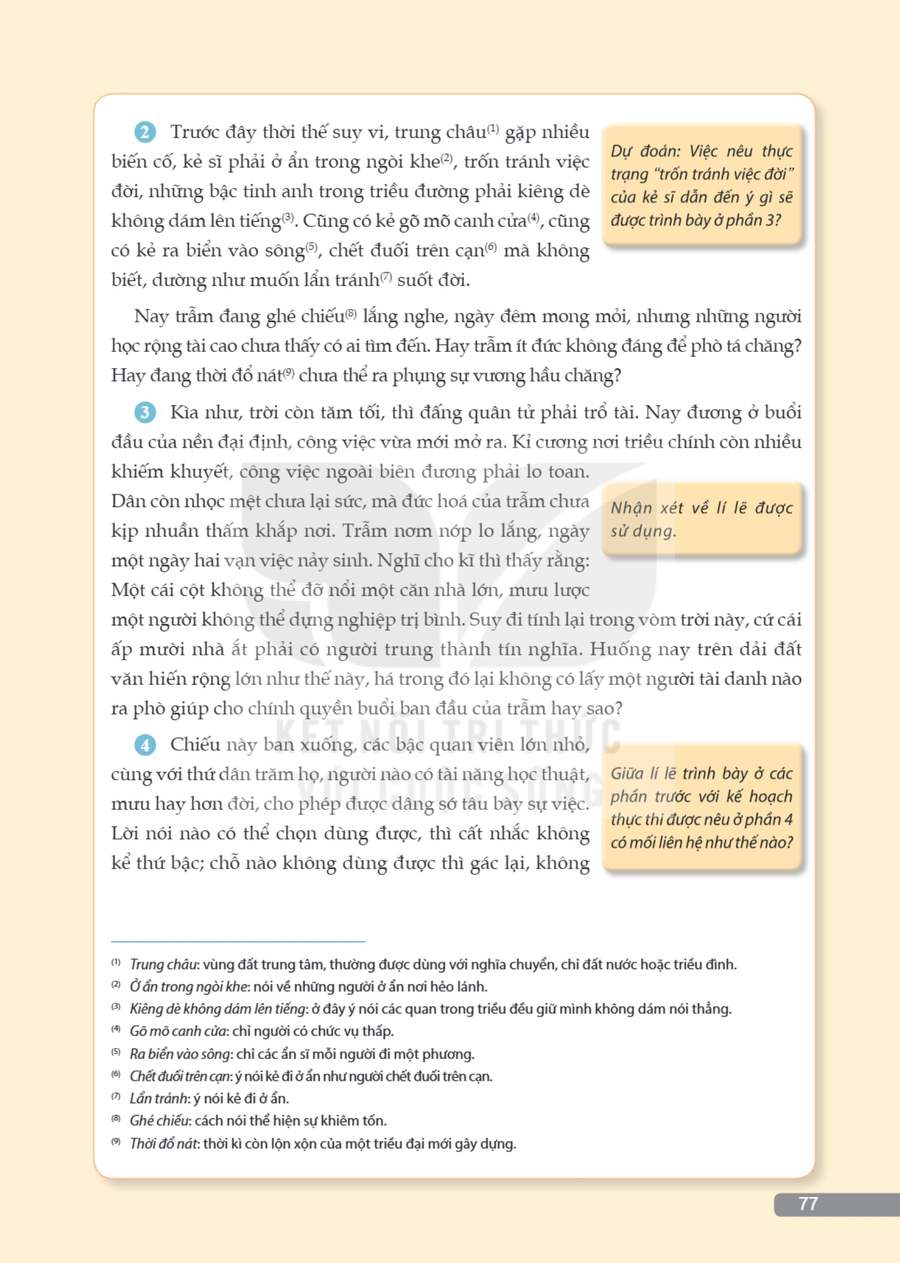 2 Trước đây thời thế suy vi, trung châu(1) gặp nhiều
biến cố, kẻ sĩ phải ở ẩn trong ngòi khe(2), trốn tránh việc
đời, những bậc tinh anh trong triều đường phải kiêng dè
không dám lên tiếng(3). Cũng có kẻ gõ mõ canh cửa(4), cũng
có kẻ ra biển vào sông(5), chết đuối trên cạn(6) mà không
biết, dường như muốn lẩn tránh(7) suốt đời.
Dự đoán: Việc nêu thực
trạng “trốn tránh việc đời”
của kẻ sĩ dẫn đến ý gì sẽ
được trình bày ở phần 3?
Nay trẫm đang ghé chiếu(8) lắng nghe, ngày đêm mong mỏi, nhưng những người
học rộng tài cao chưa thấy có ai tìm đến. Hay trẫm ít đức không đáng để phò tá chăng?
Hay đang thời đổ nát(9) chưa thể ra phụng sự vương hầu chăng?
3 Kìa như, trời còn tăm tối, thì đấng quân tử phải trổ tài. Nay đương ở buổi
đầu của nền đại định, công việc vừa mới mở ra. Kỉ cương nơi triều chính còn nhiều
khiếm khuyết, công việc ngoài biên đương phải lo toan.
Dân còn nhọc mệt chưa lại sức, mà đức hoá của trẫm chưa
kịp nhuần thấm khắp nơi. Trẫm nơm nớp lo lắng, ngày
một ngày hai vạn việc nảy sinh. Nghĩ cho kĩ thì thấy rằng:
Một cái cột không thể đỡ nổi một căn nhà lớn, mưu lược
một người không thể dựng nghiệp trị bình. Suy đi tính lại trong vòm trời này, cứ cái
ấp mười nhà ắt phải có người trung thành tín nghĩa. Huống nay trên dải đất
văn hiến rộng lớn như thế này, há trong đó lại không có lấy một người tài danh nào
ra phò giúp cho chính quyền buổi ban đầu của trẫm hay sao?
Nhận xét về lí lẽ được
sử dụng.
KẾT NỐI TRI THỨC
VỚI CUỘC SỐNG
4 Chiếu này ban xuống, các bậc quan viên lớn nhỏ,
cùng với thứ dân trăm họ, người nào có tài năng học thuật,
mưu hay hơn đời, cho phép được dâng sớ tâu bày sự việc.
Lời nói nào có thể chọn dùng được, thì cất nhắc không
kể thứ bậc; chỗ nào không dùng được thì gác lại, không
Giữa lí lẽ trình bày ở các
phần trước với kế hoạch
thực thi được nêu ở phần 4
có mối liên hệ như thế nào?
(1) Trung châu: vùng đất trung tâm, thường được dùng với nghĩa chuyển, chỉ đất nước hoặc triều đình.
(2) Ở ẩn trong ngòi khe: nói về những người ở ẩn nơi hẻo lánh.
(3) Kiêng dè không dám lên tiếng: ở đây ý nói các quan trong triều đều giữ mình không dám nói thẳng.
(4) Gõ mõ canh cửa: chỉ người có chức vụ thấp.
(5) Ra biển vào sông: chỉ các ẩn sĩ mỗi người đi một phương.
(6) Chết đuối trên cạn: ý nói kẻ đi ở ẩn như người chết đuối trên cạn.
(7) Lẩn tránh: ý nói kẻ đi ở ẩn.
(8) Ghé chiếu: cách nói thể hiện sự khiêm tốn.
(9) Thời đổ nát: thời kì còn lộn xộn của một triều đại mới gây dựng.
77